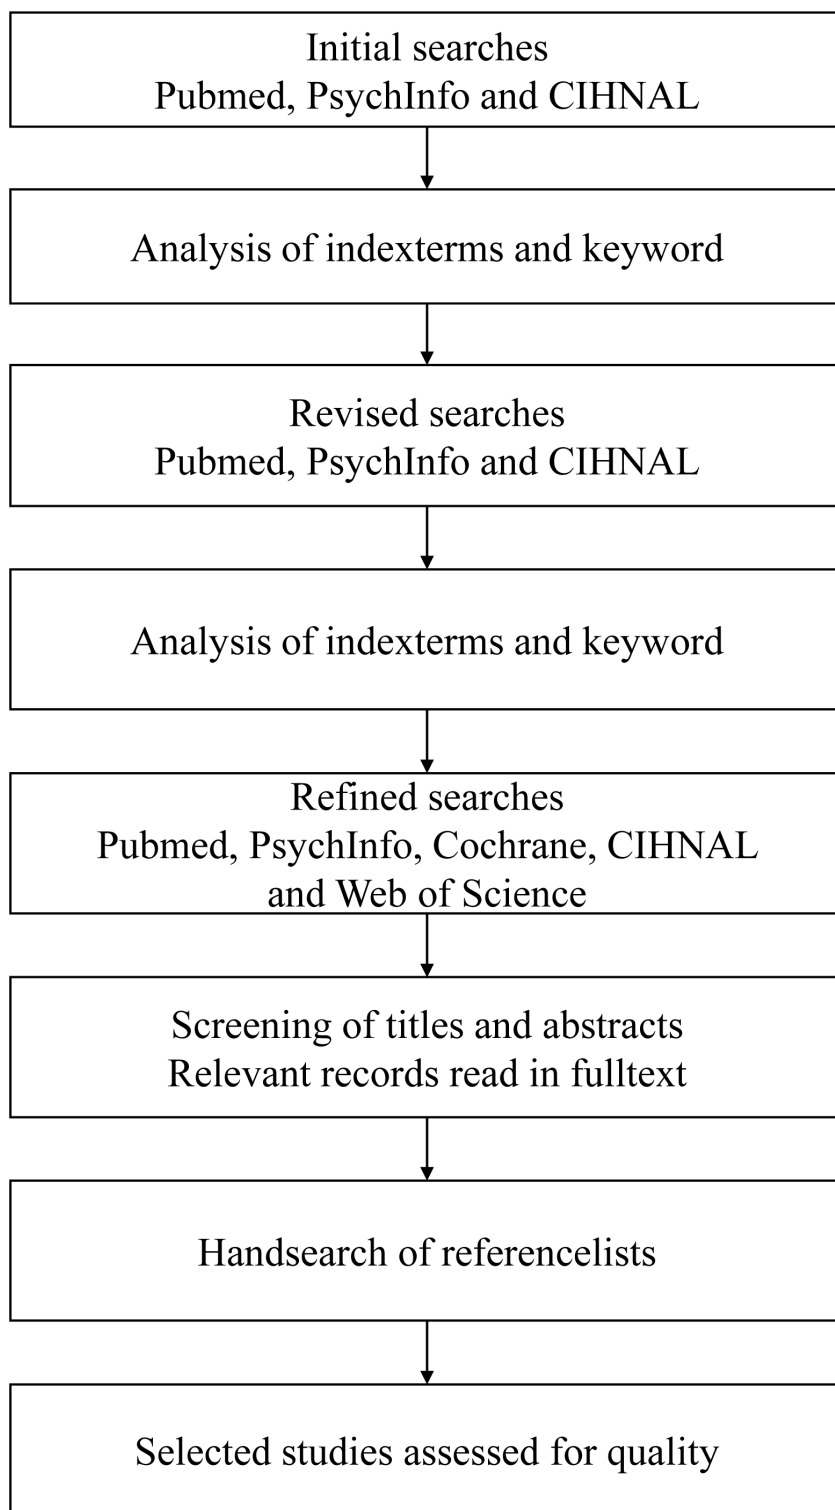 Initial searches
Pubmed, PsychInfo and CIHNAL
Analysis of indexterms and keyword
Revised searches
Pubmed, PsychInfo and CIHNAL
Analysis of indexterms and keyword
Refined searches
Pubmed, PsychInfo, Cochrane, CIHNAL
and Web of Science
Screening of titles and abstracts
Relevant records read in fulltext
Handsearch of referencelists
Selected studies assessed for quality